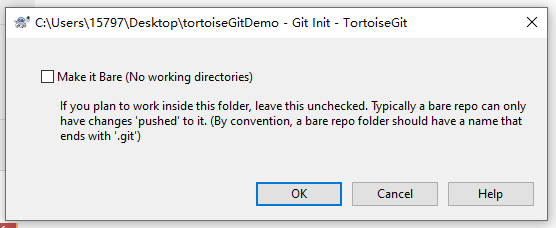 C:\Users\15797\Desktop\tortoiseGitDemo - Git Init - TortoiseGit
Make it Bare (No working directories)
If you plan to work inside this folder, leave this unchecked. Typically a bare repo can only
have changes 'pushed' to it. (By convention, a bare repo folder should have a name that
ends with '.git')
OK
Cancel
Help